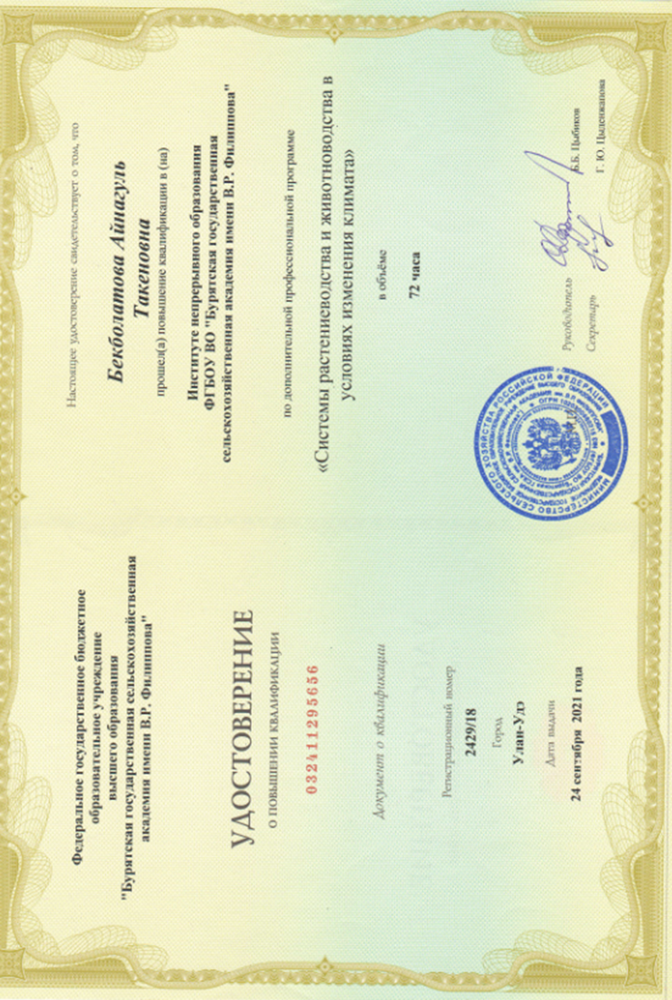 Федеральное государственное бюджетное
образовательное учреждение
высшего образования
"Бурятская государственная сельскохозяйственная
академия имени В.Р. Филиппова"
УДОСТОВЕРЕНИЕ
О ПОВЫШЕНИИ КВАЛИФИКАЦИИ
032411295656
Документ о квалификации
Регистрационный номер
2429/18
Город
Улан-Удэ
Дата выдачи
24 сентября 2021 года
Настоящее удостоверение свидетельствует о том, что
Бекболатова Айнагуль
Такеновна
прошел(а) повышение квалификации в (на)
Институте непрерывного образования
ФГБОУ ВО "Бурятская государственная
сельскохозяйственная академия имени В.Р. Филиппова"
по дополнительной профессиональной программе
«Системы растениеводства и животноводства в
условиях изменения климата»
в объёме
72 часа
Руководитель Б.Б. Цыбиков
Секретарь Г. Ю. Цыденжапова
МИНИСТЕРСТВО СЕЛЬСКОГО ХОЗЯЙСТВА РОССИЙСКОЙ ФЕДЕРАЦИИ